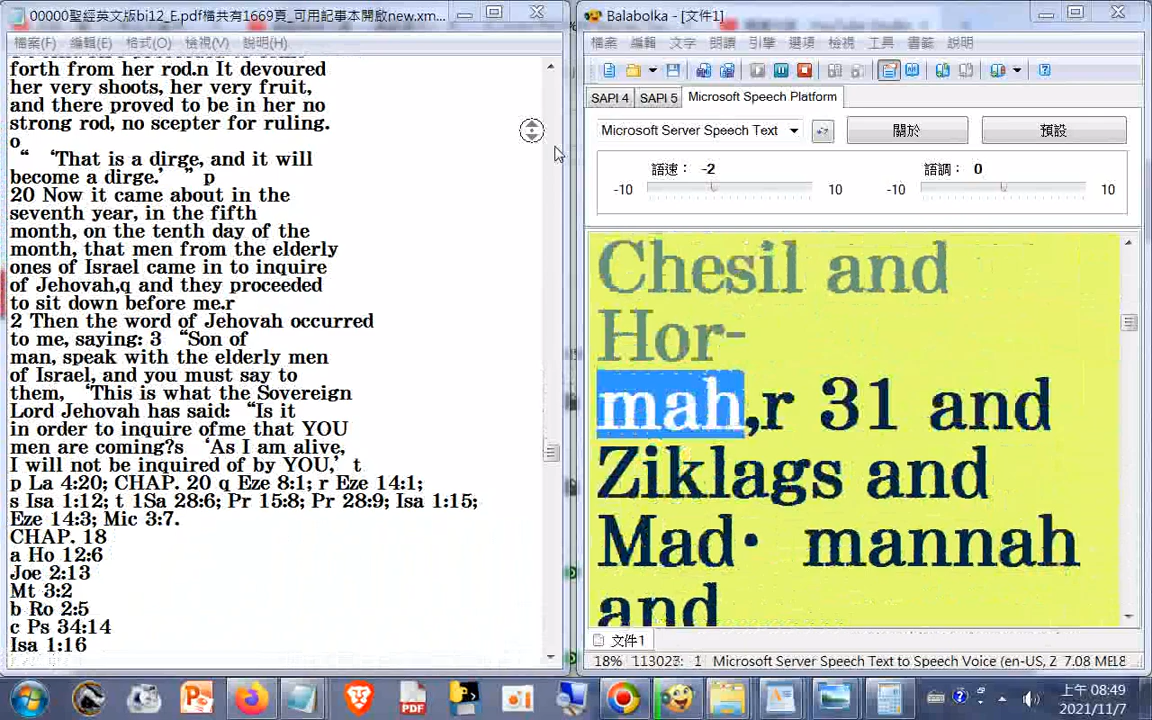 00000聖經英文版bi12_E.pdf檔共有1669頁_可用記事本開啟new.xm...
檔案(F) 編輯(E) 格式(O) 檢視(V) 說明(H)
forth from her rod.n It devoured
her very shoots, her very fruit,
and there proved to be in her no
strong rod, no scepter for ruling.
o
“ ‘That is a dirge, and it will
become a dirge.’ ” p
20 Now it came about in the
seventh year, in the fifth
month, on the tenth day of the
month, that men from the elderly
ones of Israel came in to inquire
of Jehovah,q and they proceeded
to sit down before me.r
2 Then the word of Jehovah occurred
to me, saying: 3 “Son of
man, speak with the elderly men
of Israel, and you must say to
them, ‘This is what the Sovereign
Lord Jehovah has said: “Is it
in order to inquire ofme that YOU
men are coming?s ‘As I am alive,
I will not be inquired of by YOU,’ t
p La 4:20; CHAP. 20 q Eze 8:1; r Eze 14:1;
s Isa 1:12; t 1Sa 28:6; Pr 15:8; Pr 28:9; Isa 1:15;
Eze 14:3; Mic 3:7.
CHAP. 18
a Ho 12:6
Joe 2:13
Mt 3:2
b Ro 2:5
c Ps 34:14
Isa 1:16
Balabolka - [文件1]
檔案 編輯 文字 朗讀 引擎 選項 檢視 工具 書籤 說明
SAPI 4 SAPI 5 Microsoft Speech Platform
Microsoft Server Speech Text 關於 預設
語速： -2 語調： 0
-10 10 -10 10
Chesil and
Hor-
mah,r 31 and
Ziklags and
Mad· mannah
and
文件1
18% 113023: 1 Microsoft Server Speech Text to Speech Voice (en-US, Z 7.08 MEL8
上午 08:49
2021/11/7